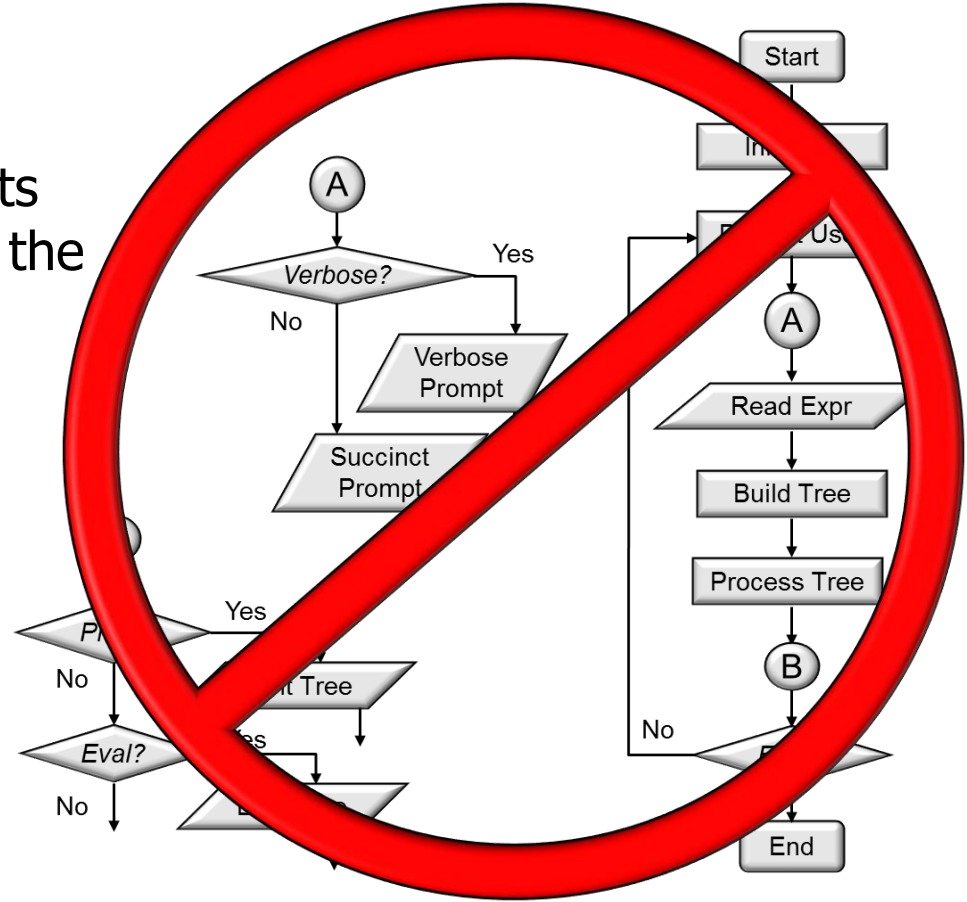 ts
the
Start
A
Verbose?
Yes
No
Verbose
Prompt
Succinct
Prompt
A
Read Expr
Build Tree
Process Tree
B
No
End
Yes
No
Tree
Eval?
No